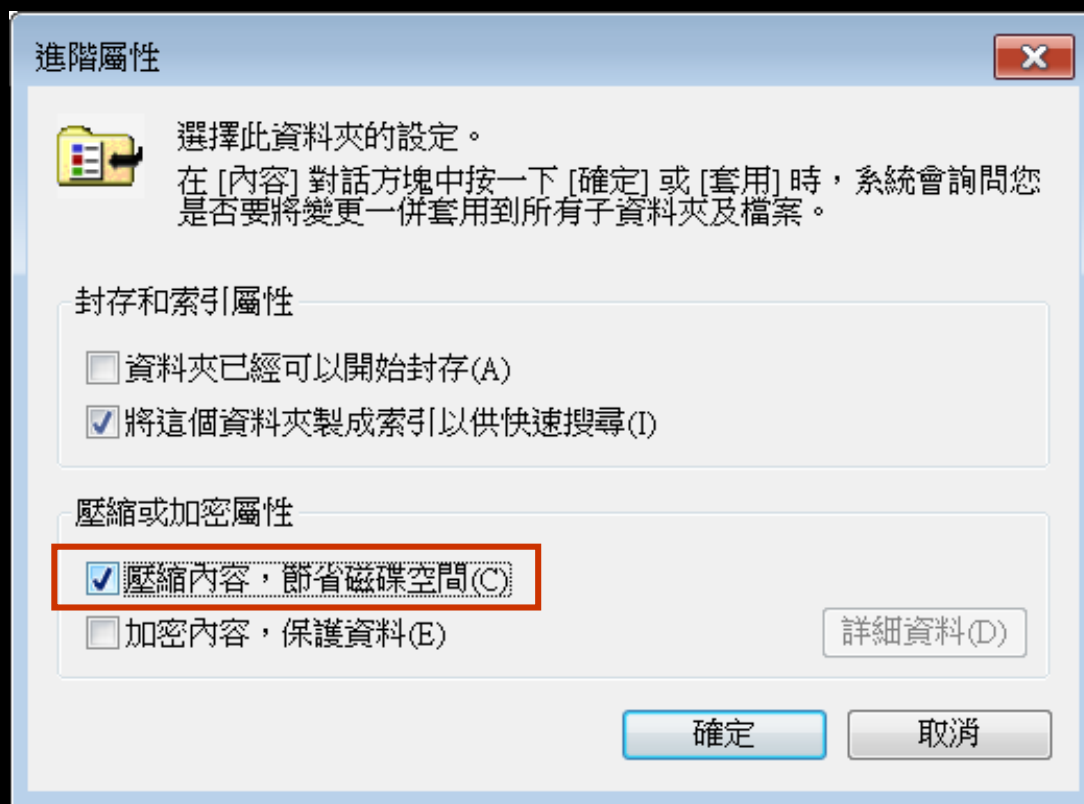 進階屬性
選擇此資料夾的設定。
在 [內容] 對話方塊中按一下 [確定] 或 [套用] 時，系統會詢問您
是否要將變更一併套用到所有子資料夾及檔案。
封存和索引屬性
資料夾已經可以開始封存(A)
將這個資料夾製成索引以供快速搜尋(I)
壓縮或加密屬性
壓縮內容，節省磁碟空間(C)
加密內容，保護資料(E)
詳細資料(D)
確定
取消